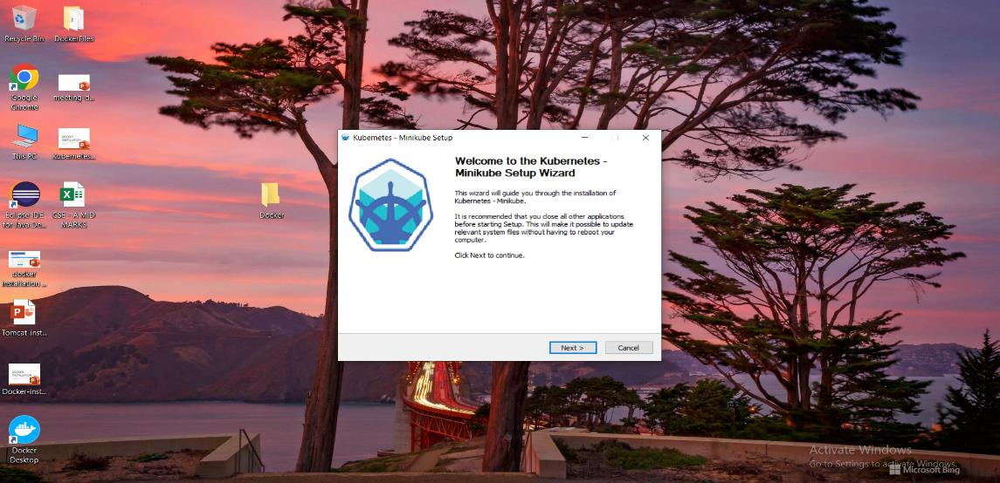 Recycle Bin
DockerFiles
Google
Chrome
meeting-d...
This PC
DOCKER
INSTALLATION
Kubernetes...
Eclipse IDE
for Java De...
CSE - A MID
MARKS
Docker
docker
installation ...
Tomcat-inst...
DOCKER
INSTALLATION
Docker-inst...
Docker
Desktop
Kubernetes - Minikube Setup
Welcome to the Kubernetes -
Minikube Setup Wizard
This wizard will guide you through the installation of
Kubernetes - Minikube.
It is recommended that you close all other applications
before starting Setup. This will make it possible to update
relevant system files without having to reboot your
computer.
Click Next to continue.
Next >
Cancel
Activate Windows
Go to Settings to activate Windows.
Microsoft Bing